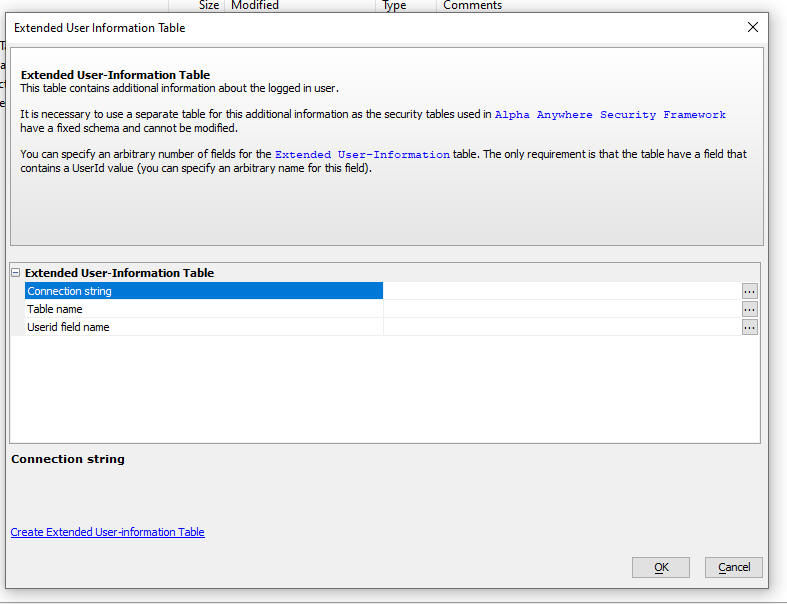 Size Modified Type Comments
Extended User Information Table
Extended User-Information Table
This table contains additional information about the logged in user.
It is necessary to use a separate table for this additional information as the security tables used in Alpha Anywhere Security Framework
have a fixed schema and cannot be modified.
You can specify an arbitrary number of fields for the Extended User-Information table. The only requirement is that the table have a field that
contains a UserId value (you can specify an arbitrary name for this field).
Extended User-Information Table
Connection string
...
Table name
...
Userid field name
...
Connection string
Create Extended User-information Table
OK Cancel